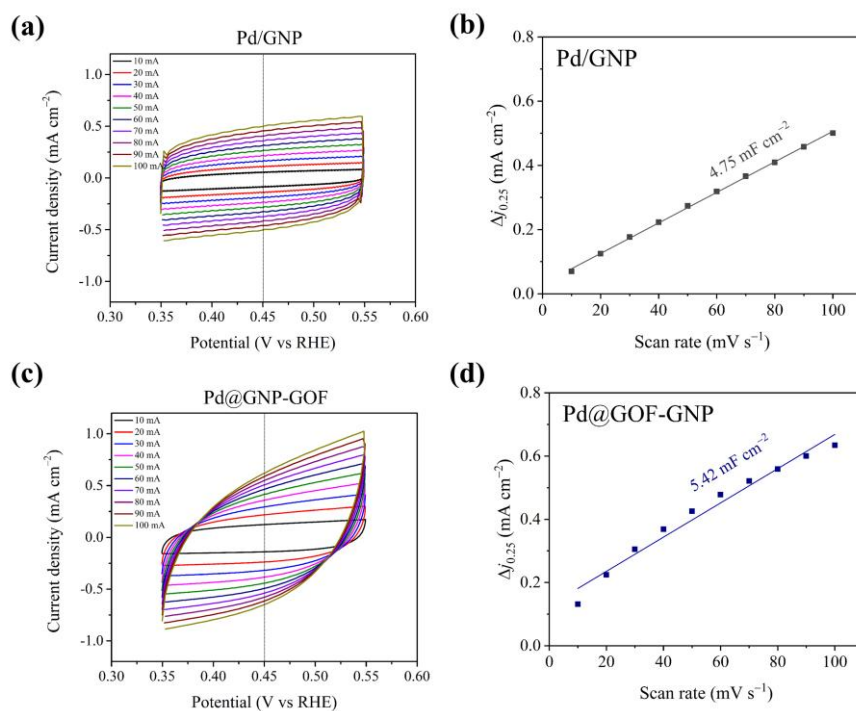 (a)
Pd/GNP
10 mA
20 mA
30 mA
40 mA
50 mA
60 mA
70 mA
80 mA
90 mA
100 mA
1.0
0.5
0.0
-0.5
-1.0
Current density (mA cm⁻²)
0.30 0.35 0.40 0.45 0.50 0.55 0.60
Potential (V vs RHE)
(b)
Pd/GNP
4.75 mF cm⁻²
0.8
0.6
0.4
0.2
0.0
Δj0.25 (mA cm⁻²)
0 20 40 60 80 100
Scan rate (mV s⁻¹)
(c)
Pd@GNP-GOF
10 mA
20 mA
30 mA
40 mA
50 mA
60 mA
70 mA
80 mA
90 mA
100 mA
1.0
0.5
0.0
-0.5
-1.0
Current density (mA cm⁻²)
0.30 0.35 0.40 0.45 0.50 0.55 0.60
Potential (V vs RHE)
(d)
Pd@GOF-GNP
5.42 mF cm⁻²
0.8
0.6
0.4
0.2
0.0
Δj0.25 (mA cm⁻²)
0 20 40 60 80 100
Scan rate (mV s⁻¹)